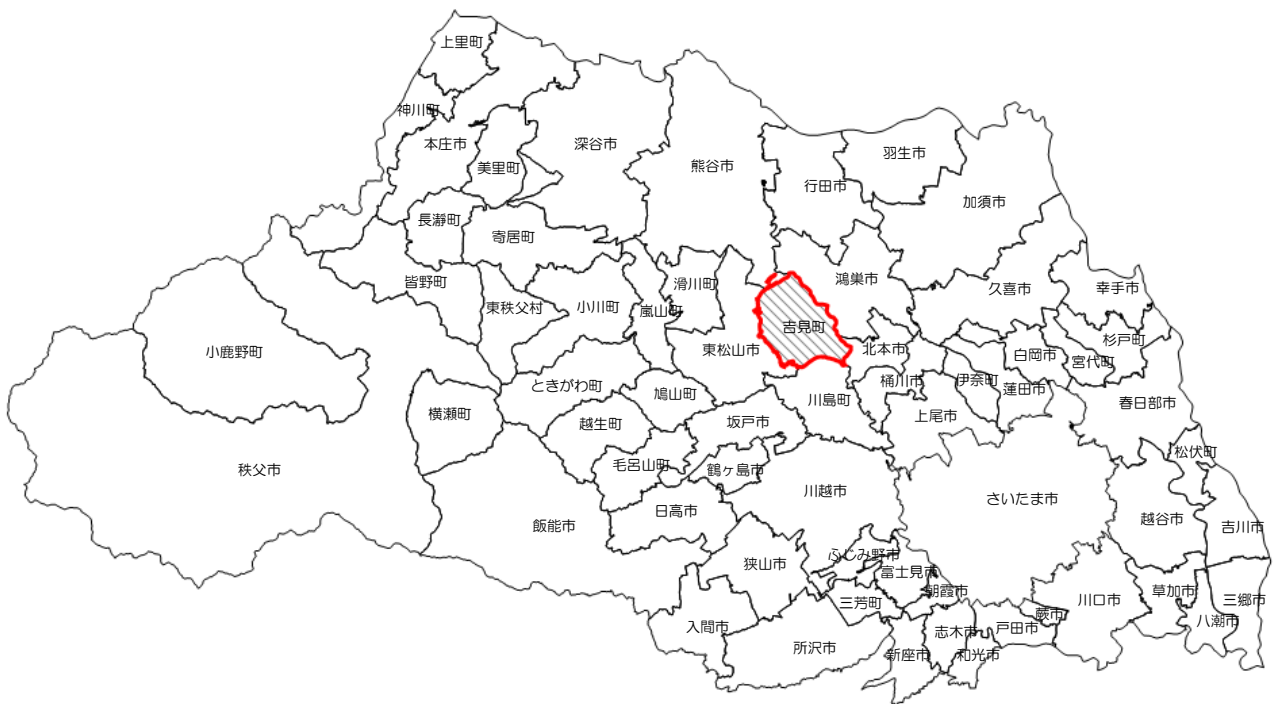 上里町
神川町
本庄市
美里町
深谷市
熊谷市
行田市
羽生市
加須市
長瀞町
寄居町
皆野町
東秩父村
小川町
嵐山町
滑川町
東松山市
吉見町
鴻巣市
北本市
久喜市
幸手市
杉戸町
宮代町
白岡市
小鹿野町
秩父市
横瀬町
ときがわ町
鳩山町
越生町
毛呂山町
坂戸市
鶴ヶ島市
川島町
桶川市
伊奈町
蓮田市
上尾市
春日部市
松伏町
飯能市
日高市
川越市
さいたま市
越谷市
吉川市
狭山市
ふじみ野市
富士見市
朝霞市
三芳町
入間市
所沢市
新座市
志木市
和光市
戸田市
蕨市
川口市
草加市
八潮市
三郷市